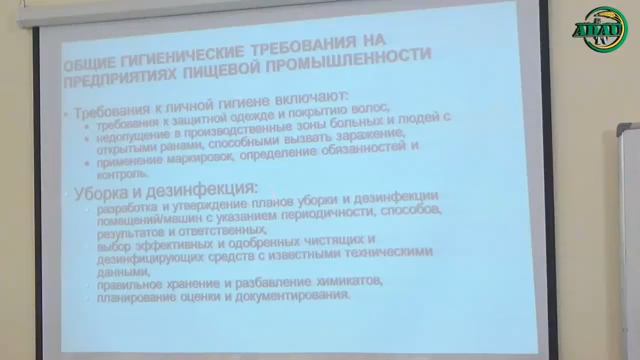 ОБЩИЕ ГИГИЕНИЧЕСКИЕ ТРЕБОВАНИЯ НА
ПРЕДПРИЯТИЯХ ПИЩЕВОЙ ПРОМЫШЛЕННОСТИ
• Требования к личной гигиене включают:
• требования к защитной одежде и покрытию волос,
• недопущение в производственные зоны больных и людей с
открытыми ранами, способными вызвать заражение,
• применение маркировок, определение обязанностей и
контроль.
• Уборка и дезинфекция:
– разработка и утверждение планов уборки и дезинфекции
помещений/машин с указанием периодичности, способов,
результатов и ответственных,
– выбор эффективных и одобренных чистящих и
дезинфицирующих средств с известными техническими
данными,
– правильное хранение и разбавление химикатов,
– планирование оценки и документирования.